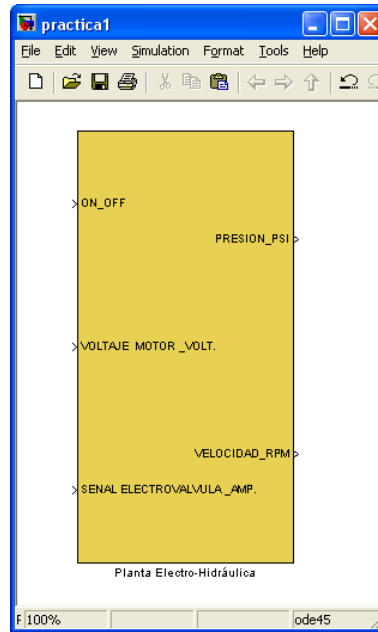 practica1
File Edit View Simulation Format Tools Help
ON_OFF
PRESION_PSI
VOLTAJE MOTOR _VOLT.
VELOCIDAD_RPM
SENAL ELECTROVALVULA _AMP.
Planta Electro-Hidráulica
F 100% ode45